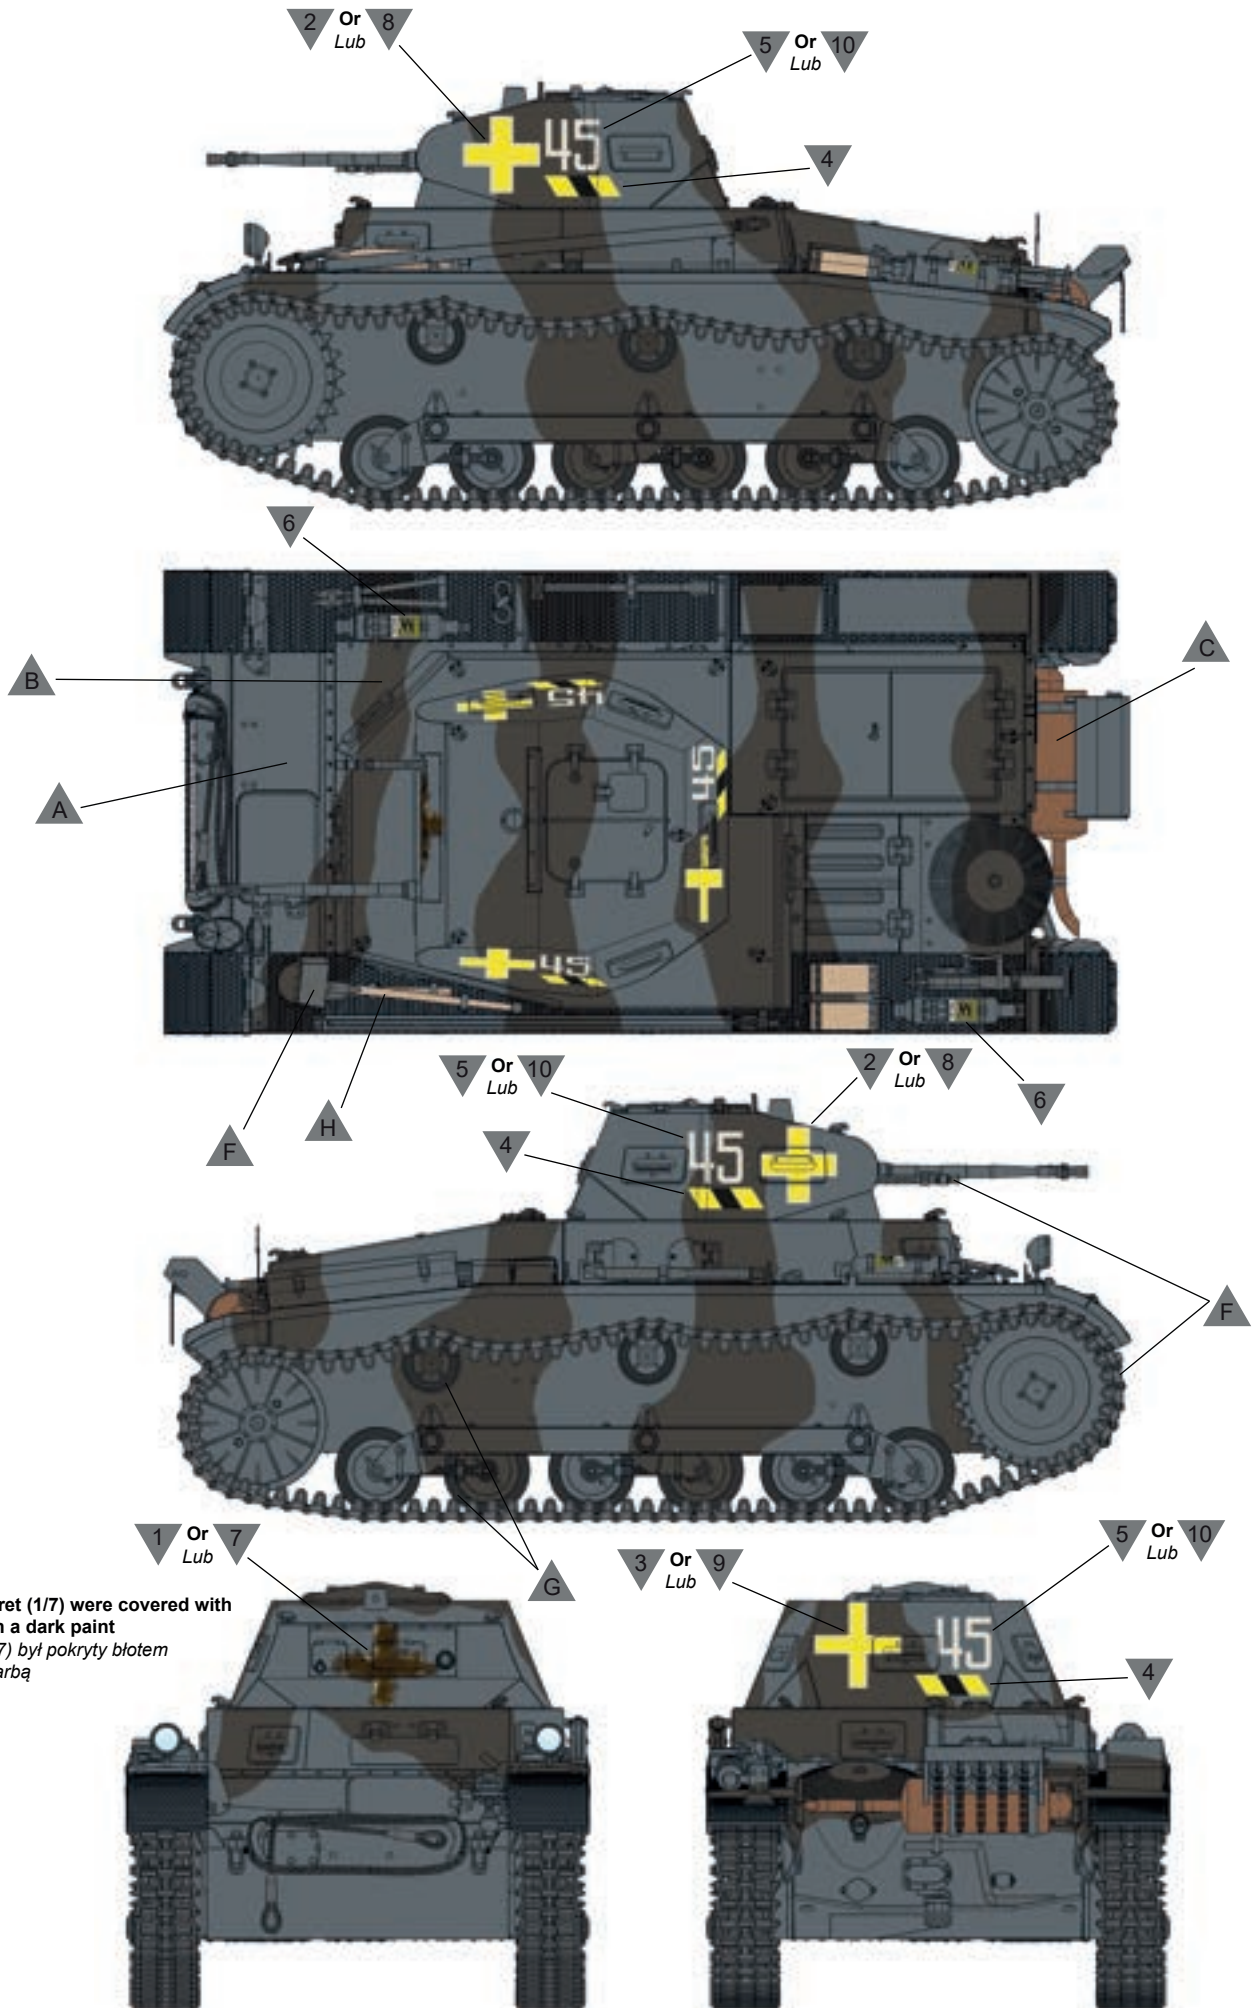 2 Or 8
Lub
5 Or 10
Lub
45
4
6
B
C
45
45
A
45
F
H
6
5 Or 10
Lub
2 Or 8
Lub
4
45
F
G
1 Or 7
Lub
3 Or 9
Lub
5 Or 10
Lub
ret (1/7) were covered with
a dark paint
7) był pokryty błotem
arbą
45
4